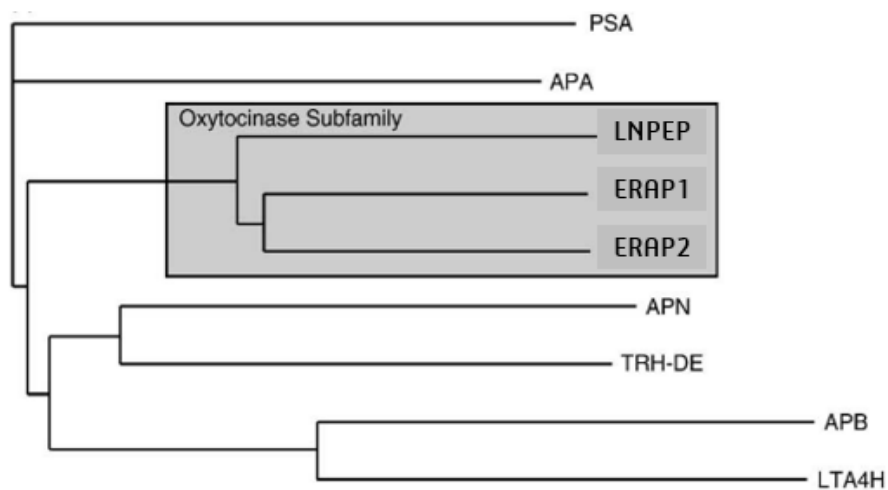 PSA
APA
Oxytocinase Subfamily
LNPEP
ERAP1
ERAP2
APN
TRH-DE
APB
LTA4H